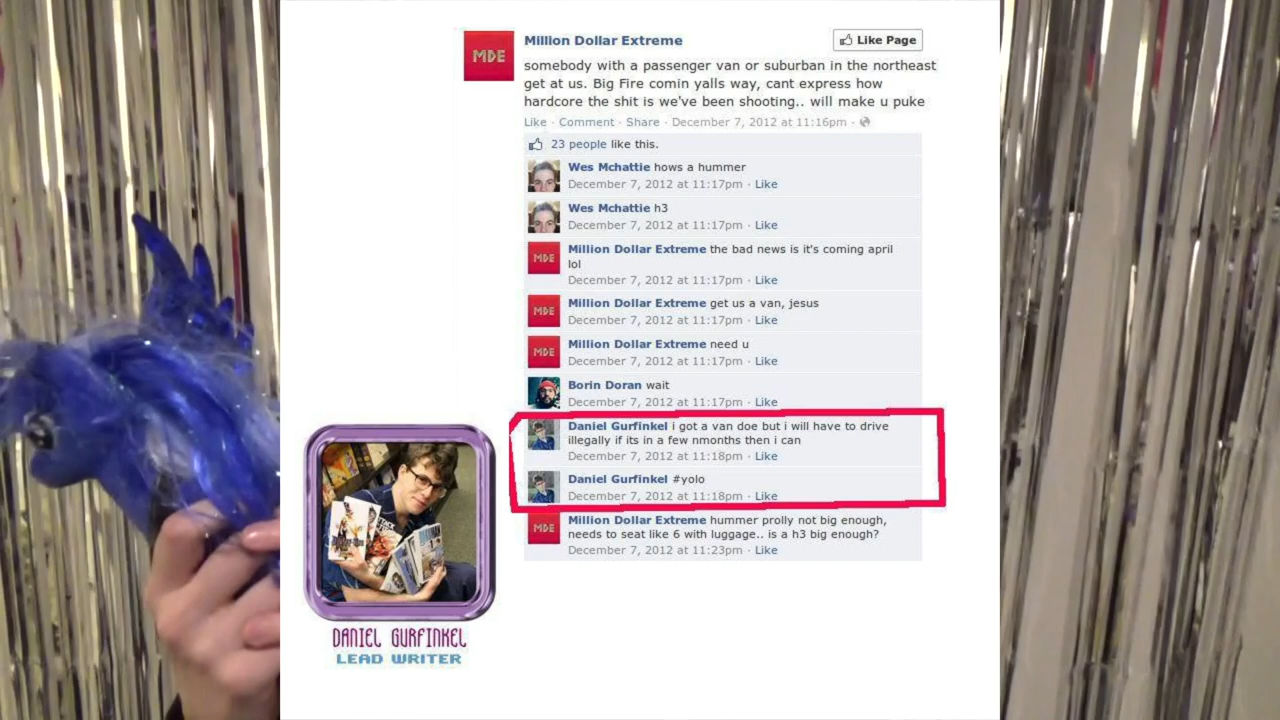 MDE
Million Dollar Extreme
Like Page
somebody with a passenger van or suburban in the northeast
get at us. Big Fire comin yalls way, cant express how
hardcore the shit is we've been shooting.. will make u puke
Like · Comment · Share · December 7, 2012 at 11:16pm ·
23 people like this.
Wes Mchattie hows a hummer
December 7, 2012 at 11:17pm · Like
Wes Mchattie h3
December 7, 2012 at 11:17pm · Like
MDE
Million Dollar Extreme the bad news is it's coming april
lol
December 7, 2012 at 11:17pm · Like
MDE
Million Dollar Extreme get us a van, jesus
December 7, 2012 at 11:17pm · Like
MDE
Million Dollar Extreme need u
December 7, 2012 at 11:17pm · Like
Borin Doran wait
December 7, 2012 at 11:17pm · Like
Daniel Gurfinkel i got a van doe but i will have to drive
illegally if its in a few nmonths then i can
December 7, 2012 at 11:18pm · Like
Daniel Gurfinkel #yolo
December 7, 2012 at 11:18pm · Like
MDE
Million Dollar Extreme hummer prolly not big enough,
needs to seat like 6 with luggage.. is a h3 big enough?
December 7, 2012 at 11:23pm · Like
DANIEL GURFINKEL
LEAD WRITER